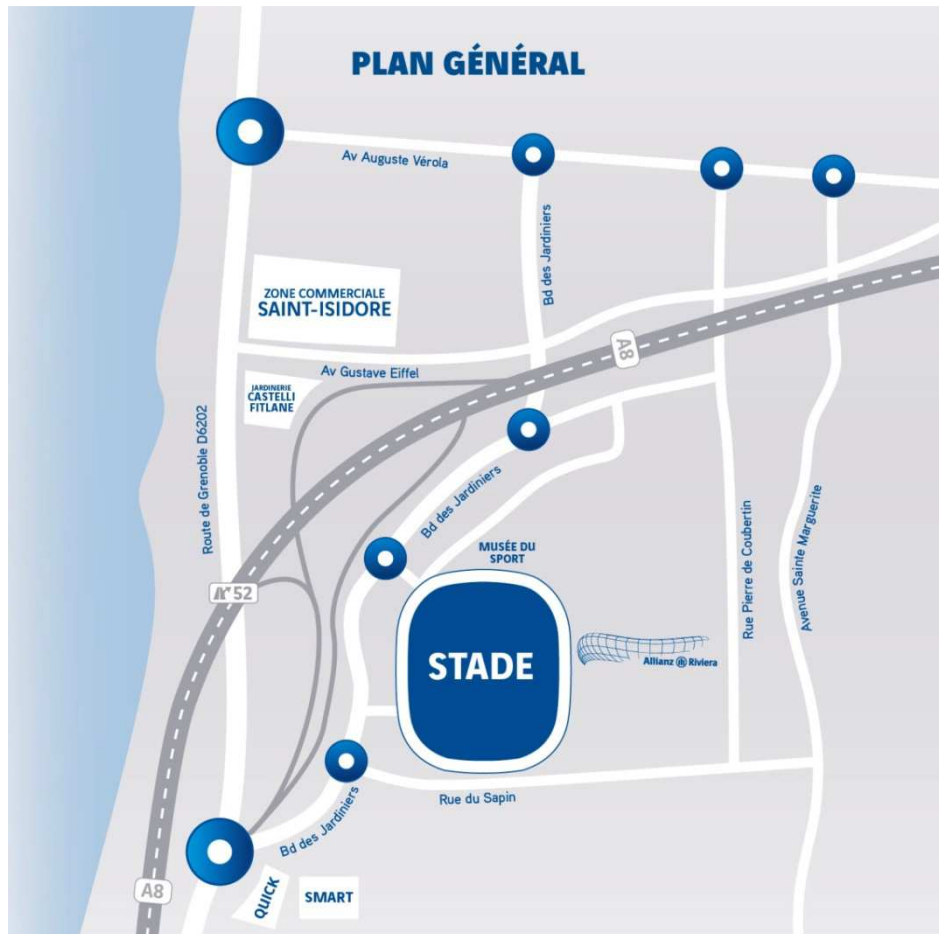 PLAN GÉNÉRAL
Av Auguste Vérola
Bd des Jardiniers
ZONE COMMERCIALE
SAINT-ISIDORE
A8
Av Gustave Eiffel
JARDINERIE
CASTELLI
FITLANE
Route de Grenoble D6202
Bd des Jardiniers
MUSÉE DU
SPORT
Rue Pierre de Coubertin
Avenue Sainte Marguerite
52
STADE
Allianz Riviera
Rue du Sapin
Bd des Jardiniers
A8
QUICK
SMART